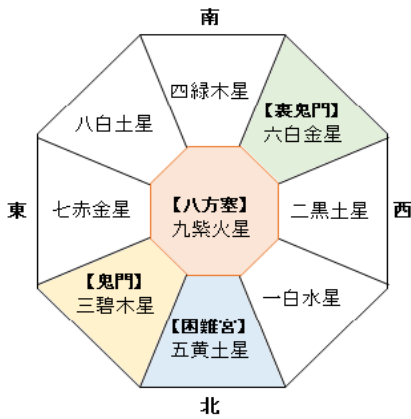 南
四緑木星
【裏鬼門】
六白金星
八白土星
東
七赤金星
【八方塞】
九紫火星
二黒土星
西
【鬼門】
三碧木星
【困難宮】
五黄土星
一白水星
北